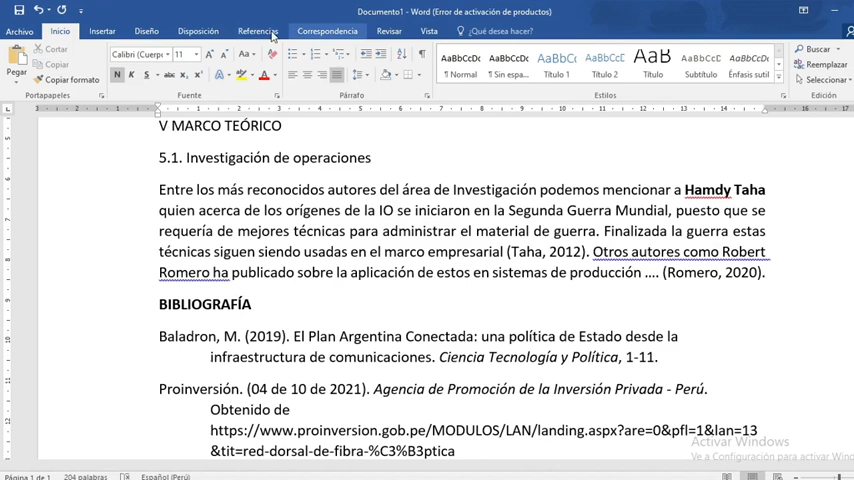 Documento1 - Word (Error de activación de productos)
Archivo Inicio Insertar Diseño Disposición Referencias Correspondencia Revisar Vista ¿Qué desea hacer?
Pegar
Cortar
Copiar
Copiar formato
Portapapeles
Calibri (Cuerp 11
N K S abc X₂ X²
Fuente
Párrafo
AaBbCcDc AaBbCcDc AaBbCc AaBbCcD AaB AaBbCcD AaBbCcDc
¶ Normal ¶ Sin espa... Título 1 Título 2 Título Subtítulo Énfasis sutil
Estilos
Buscar
Reemplazar
Seleccionar
Edición
V MARCO TEÓRICO
5.1. Investigación de operaciones
Entre los más reconocidos autores del área de Investigación podemos mencionar a Hamdy Taha
quien acerca de los orígenes de la IO se iniciaron en la Segunda Guerra Mundial, puesto que se
requería de mejores técnicas para administrar el material de guerra. Finalizada la guerra estas
técnicas siguen siendo usadas en el marco empresarial (Taha, 2012). Otros autores como Robert
Romero ha publicado sobre la aplicación de estos en sistemas de producción .... (Romero, 2020).
BIBLIOGRAFÍA
Baladron, M. (2019). El Plan Argentina Conectada: una política de Estado desde la
infraestructura de comunicaciones. Ciencia Tecnología y Política, 1-11.
Proinversión. (04 de 10 de 2021). Agencia de Promoción de la Inversión Privada - Perú.
Obtenido de
https://www.proinversion.gob.pe/MODULOS/LAN/landing.aspx?are=0&pfl=1&lan=13
&tit=red-dorsal-de-fibra-%C3%B3ptica
Activar Windows
Ve a Configuración para activar Wind
Página 1 de 1 204 palabras Español (Perú)